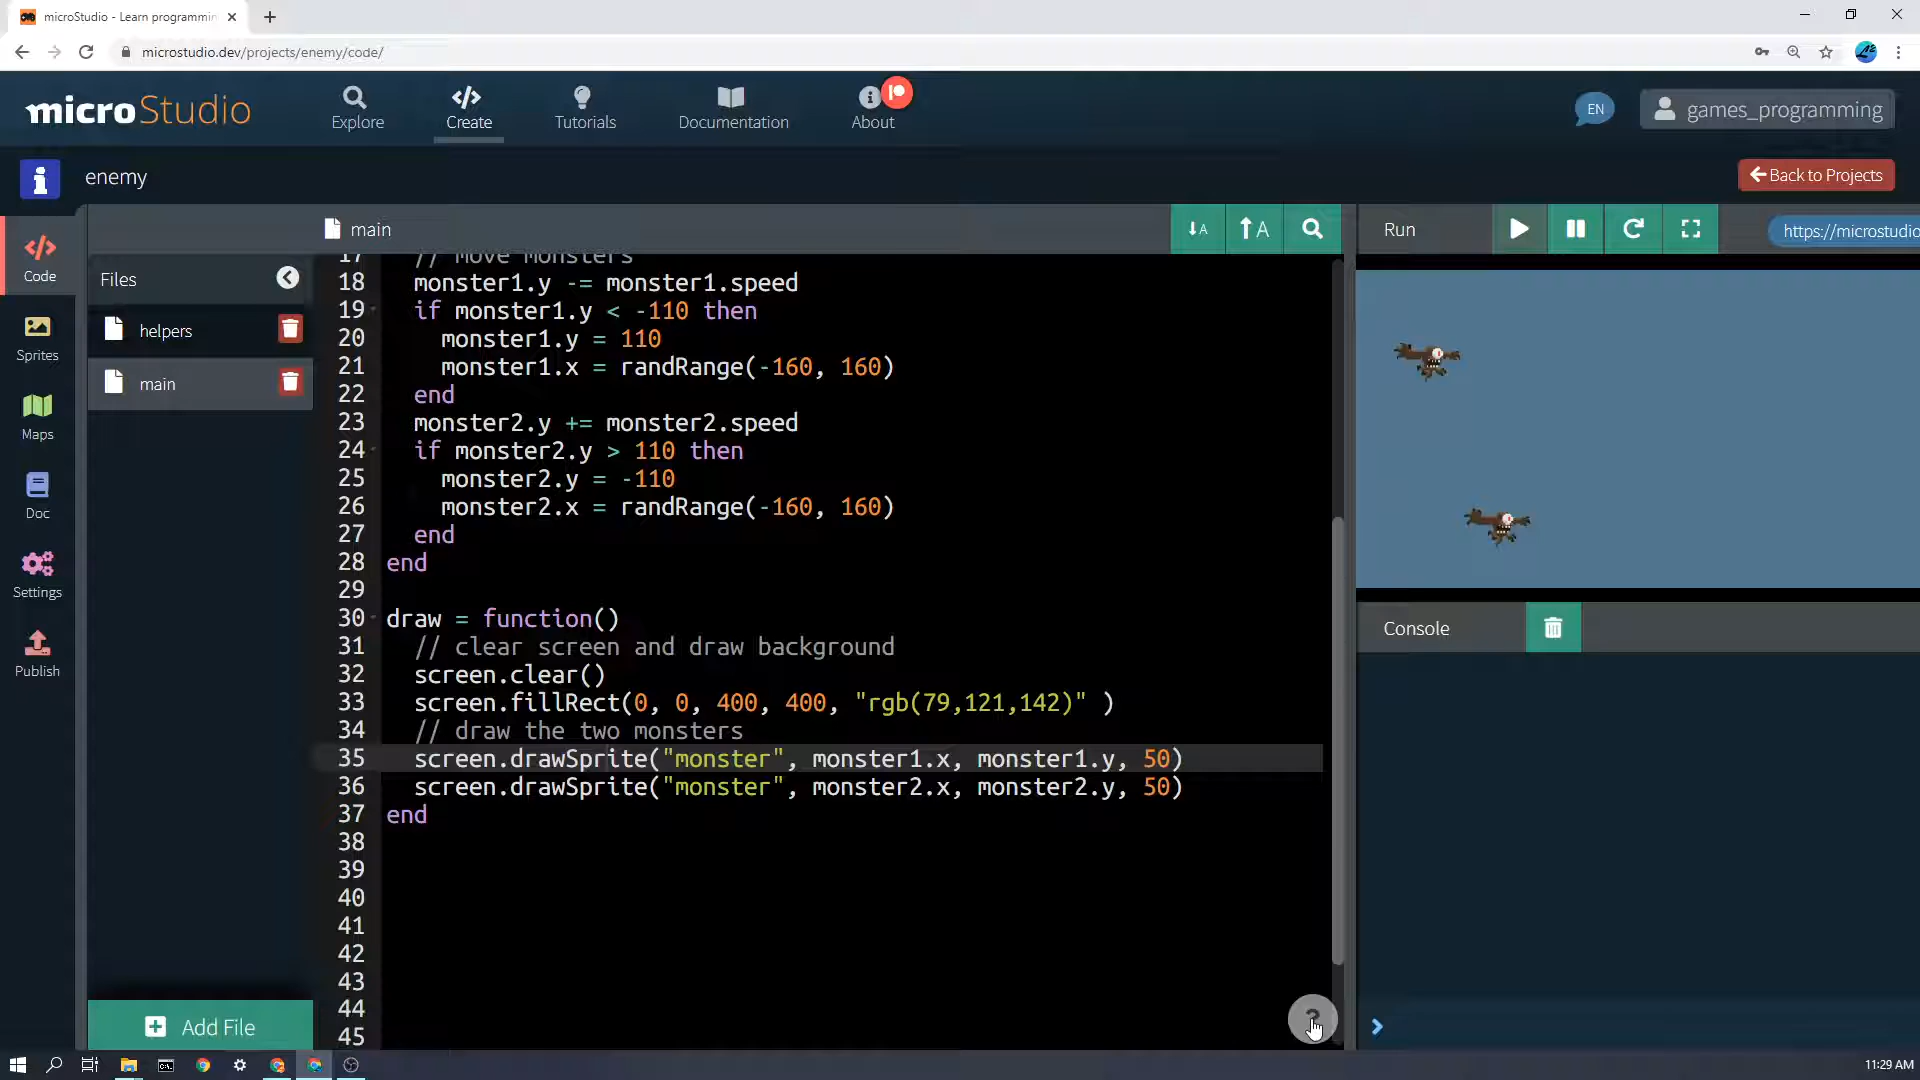 microStudio - Learn programmin
microstudio.dev/projects/enemy/code/
microStudio
Explore
Create
Tutorials
Documentation
About
EN
games_programming
enemy
Back to Projects
Code
Sprites
Maps
Doc
Settings
Publish
Files
helpers
main
Add File
main
17 // move monsters
18 monster1.y -= monster1.speed
19 if monster1.y < -110 then
20 monster1.y = 110
21 monster1.x = randRange(-160, 160)
22 end
23 monster2.y += monster2.speed
24 if monster2.y > 110 then
25 monster2.y = -110
26 monster2.x = randRange(-160, 160)
27 end
28 end
29
30 draw = function()
31 // clear screen and draw background
32 screen.clear()
33 screen.fillRect(0, 0, 400, 400, "rgb(79,121,142)" )
34 // draw the two monsters
35 screen.drawSprite("monster", monster1.x, monster1.y, 50)
36 screen.drawSprite("monster", monster2.x, monster2.y, 50)
37 end
38
39
40
41
42
43
44
45
↓A
↑A
?
Run
https://microstudio
Console
11:29 AM